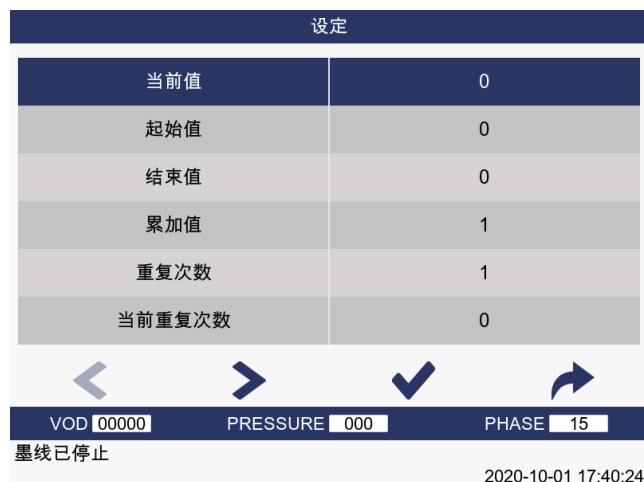 设定
当前值 0
起始值 0
结束值 0
累加值 1
重复次数 1
当前重复次数 0
VOD 00000 PRESSURE 000 PHASE 15
墨线已停止
2020-10-01 17:40:24